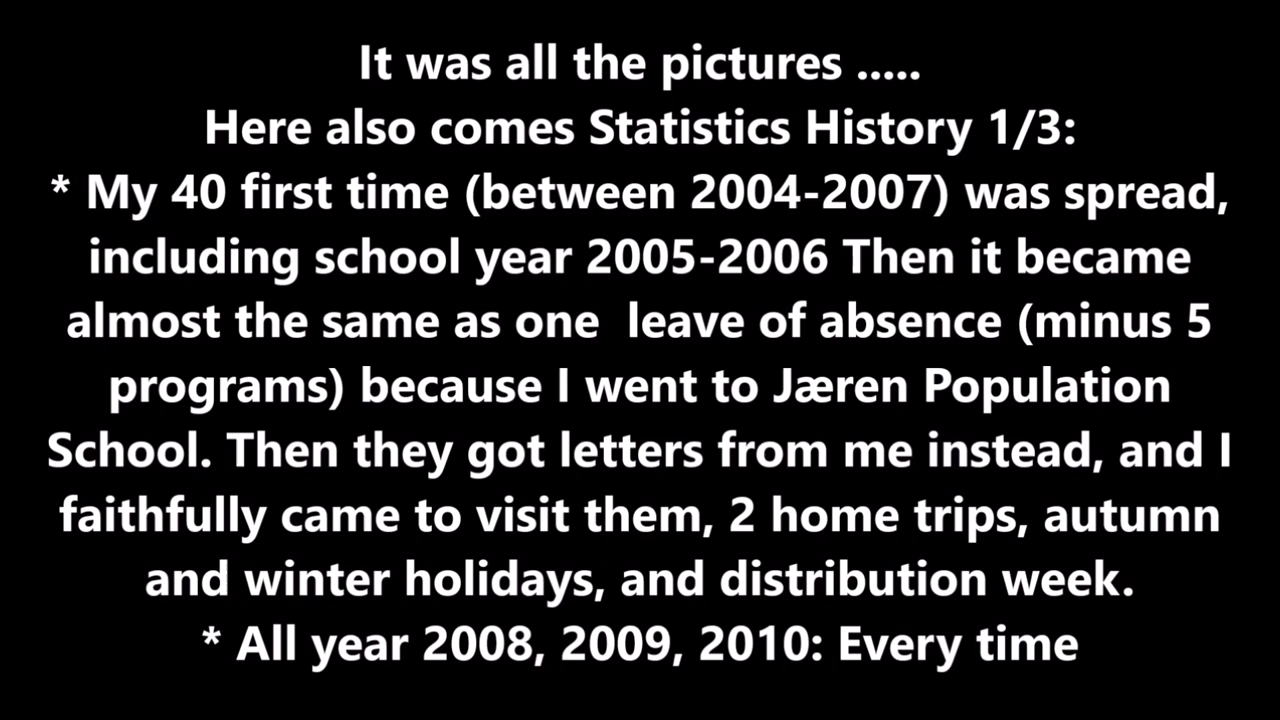 It was all the pictures .....
Here also comes Statistics History 1/3:
* My 40 first time (between 2004-2007) was spread,
including school year 2005-2006 Then it became
almost the same as one  leave of absence (minus 5
programs) because I went to Jæren Population
School. Then they got letters from me instead, and I
faithfully came to visit them, 2 home trips, autumn
and winter holidays, and distribution week.
* All year 2008, 2009, 2010: Every time